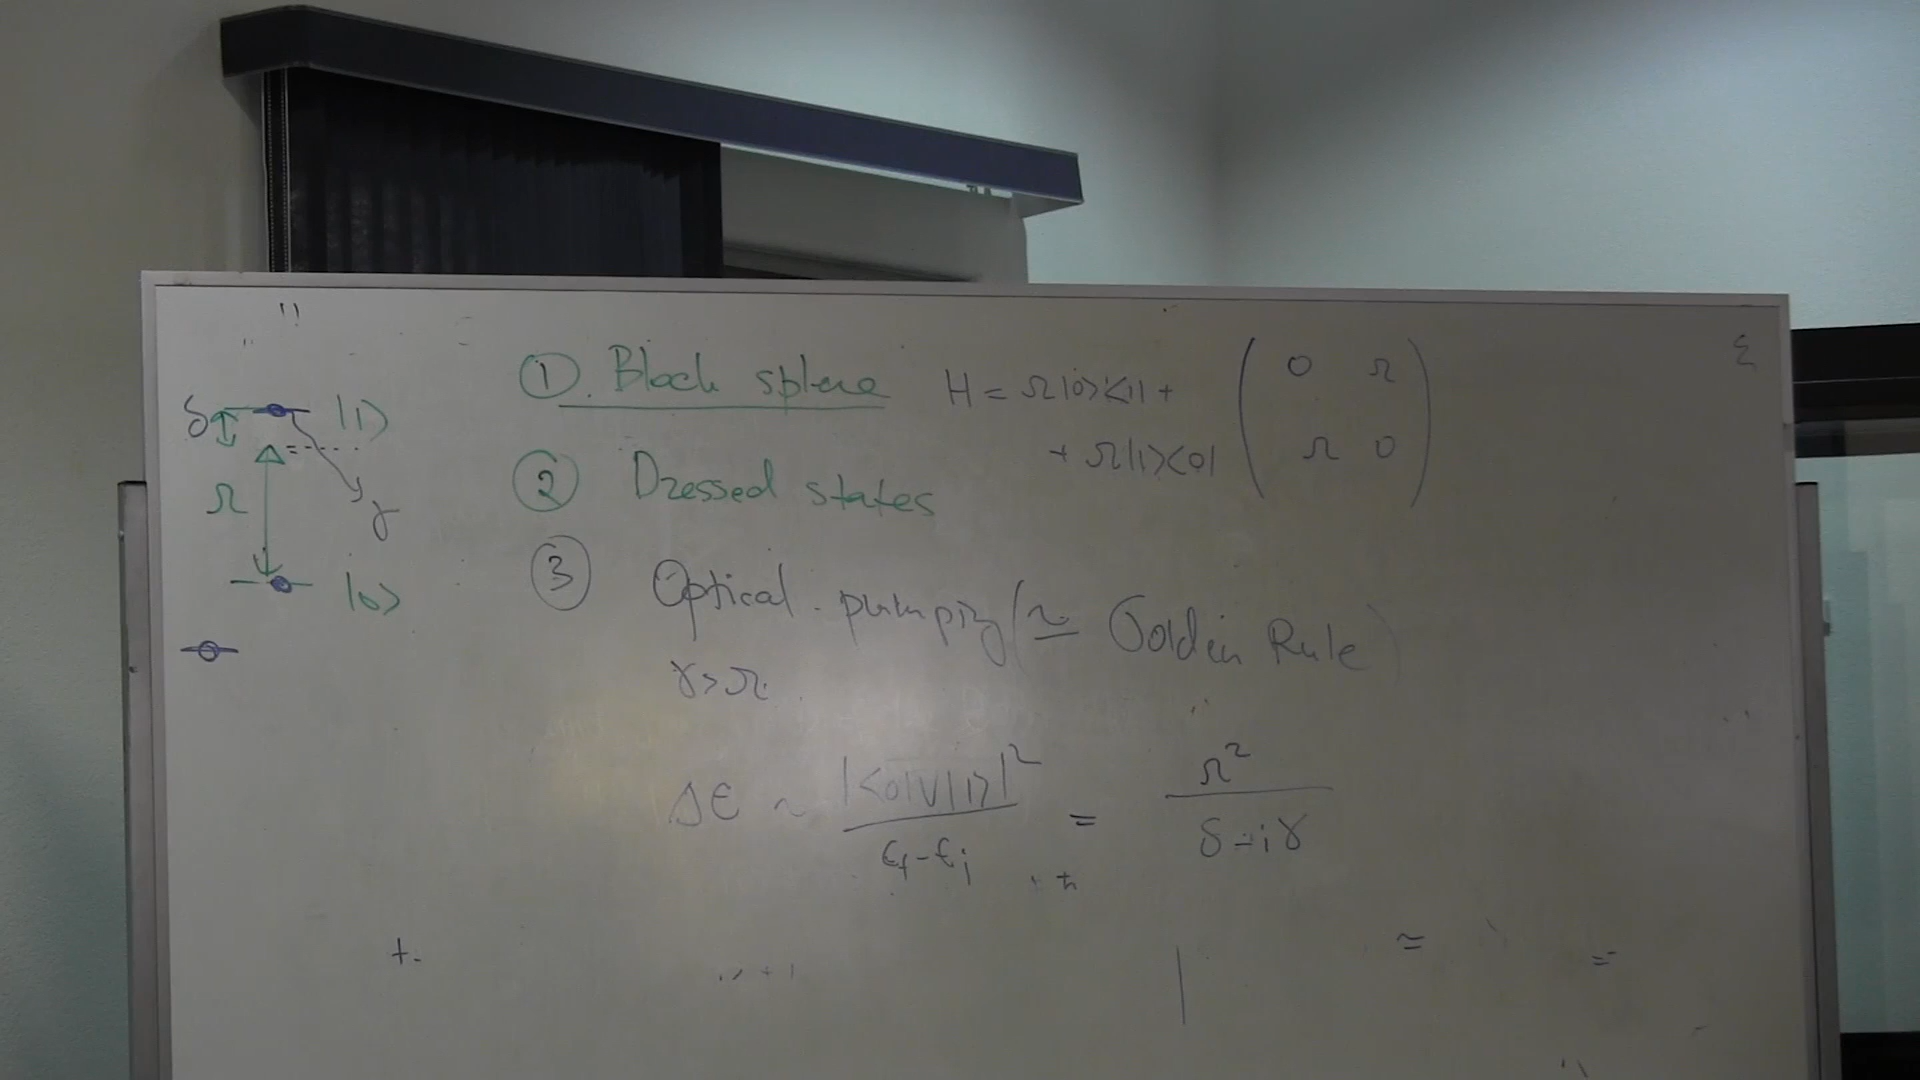 ① Bloch sphere H = Ω|0><1| + ( 0 Ω
+ Ω|1><0| Ω 0 )
δ |1>
② Dressed states
Ω γ
|0>
③ Optical pumping (≃ Golden Rule)
γ>Ω
ΔE ~ |<0|V|1>|² / (ϵf-ϵi) = Ω² / (δ-iγ)